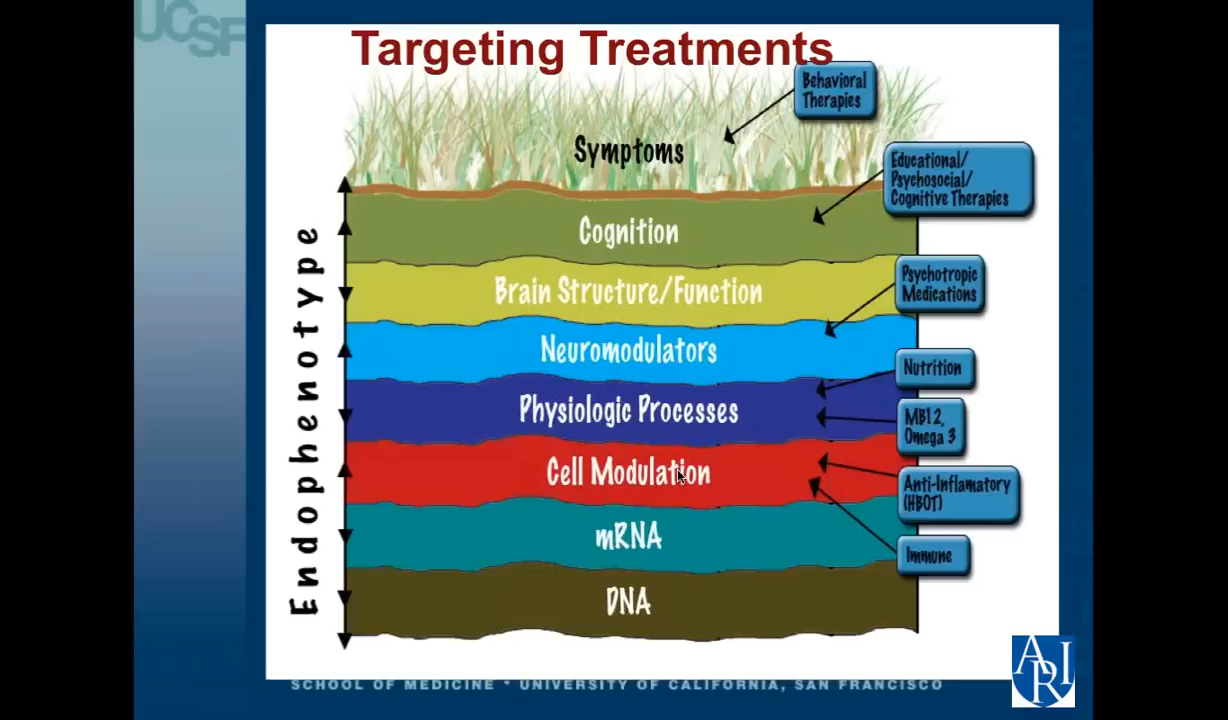 UCSF
Targeting Treatments
Behavioral
Therapies
Symptoms
Educational/
Psychosocial/
Cognitive Therapies
Cognition
Psychotropic
Medications
Brain Structure/Function
Neuromodulators
Nutrition
Physiologic Processes
MB12,
Omega 3
Cell Modulation
Anti-Inflamatory
(HBOT)
mRNA
Immune
DNA
Endophenotype
ARI
SCHOOL OF MEDICINE • UNIVERSITY OF CALIFORNIA, SAN FRANCISCO